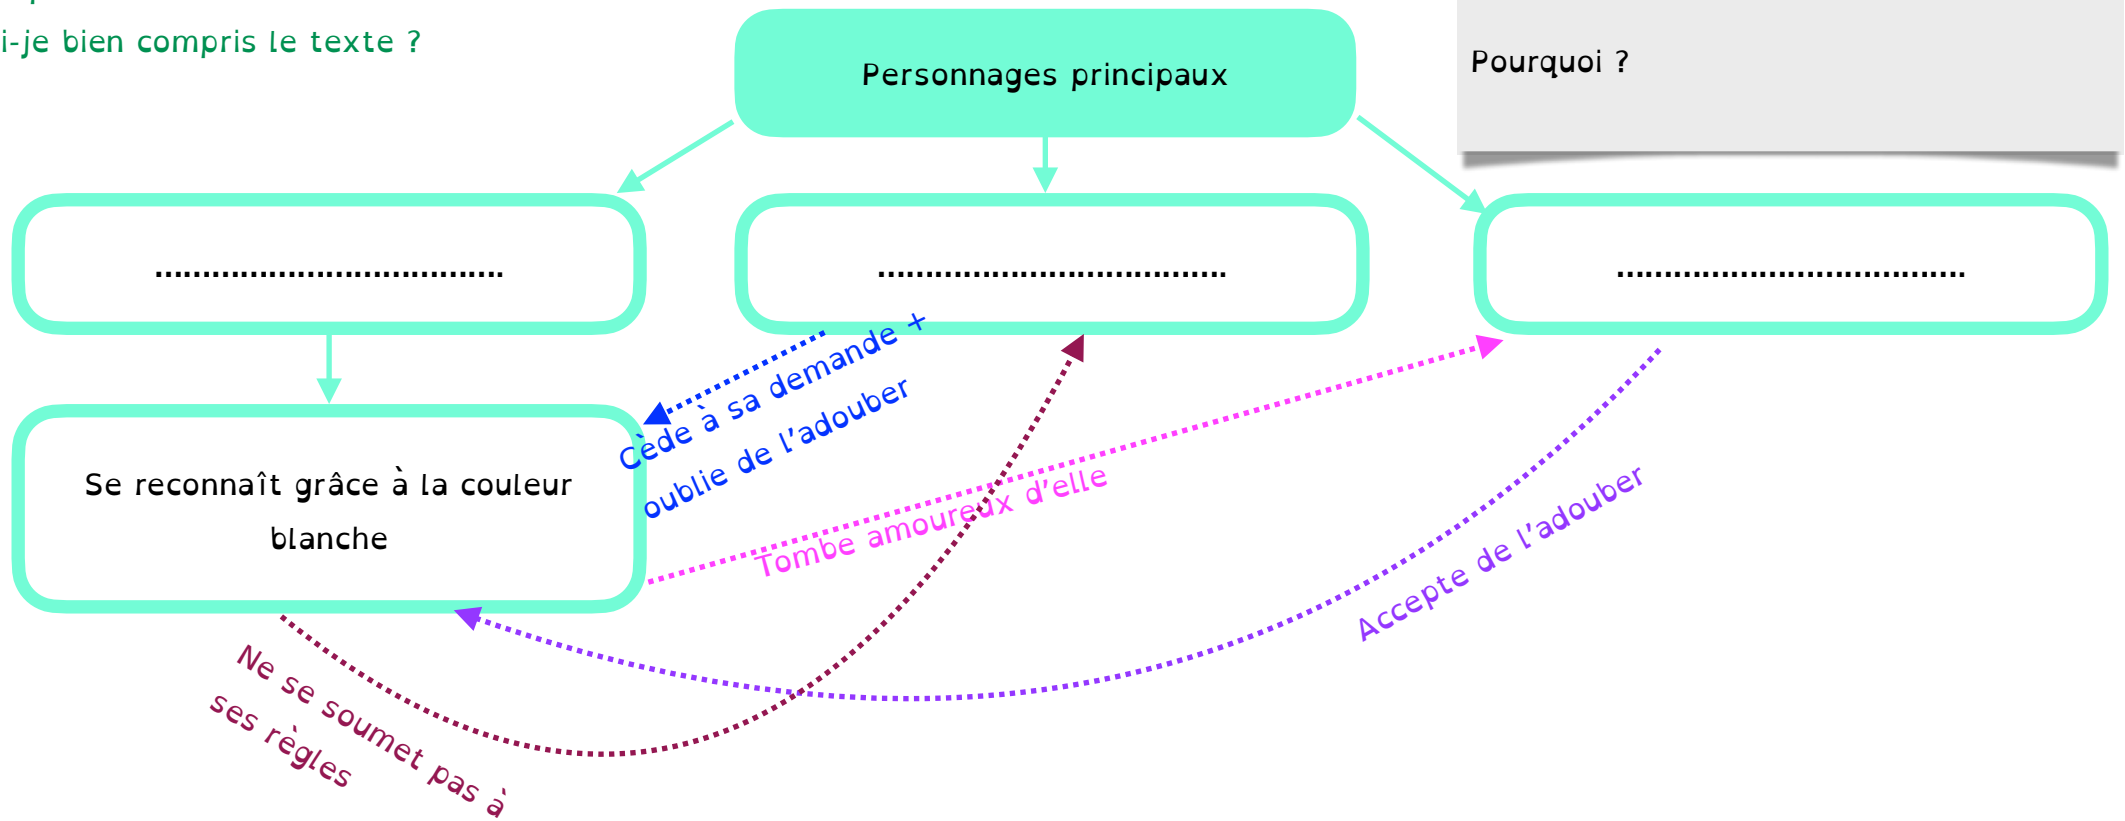 i-je bien compris le texte ?
Personnages principaux
Pourquoi ?
.....................................
.....................................
.....................................
Cède à sa demande +
oublie de l’adouber
Se reconnaît grâce à la couleur
blanche
Tombe amoureux d’elle
Accepte de l’adouber
Ne se soumet pas à
ses règles